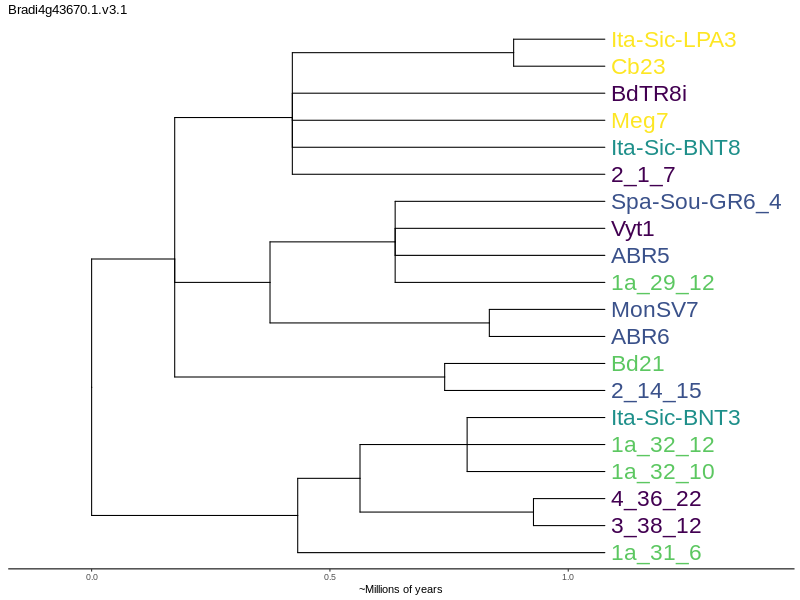 Bradi4g43670.1.v3.1
Ita-Sic-LPA3
Cb23
BdTR8i
Meg7
Ita-Sic-BNT8
2_1_7
Spa-Sou-GR6_4
Vyt1
ABR5
1a_29_12
MonSV7
ABR6
Bd21
2_14_15
Ita-Sic-BNT3
1a_32_12
1a_32_10
4_36_22
3_38_12
1a_31_6
0.0 0.5 1.0
~Millions of years